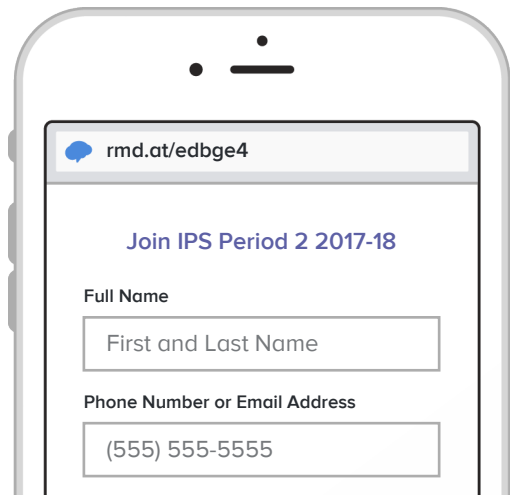 rmd.at/edbge4
Join IPS Period 2 2017-18
Full Name
First and Last Name
Phone Number or Email Address
(555) 555-5555